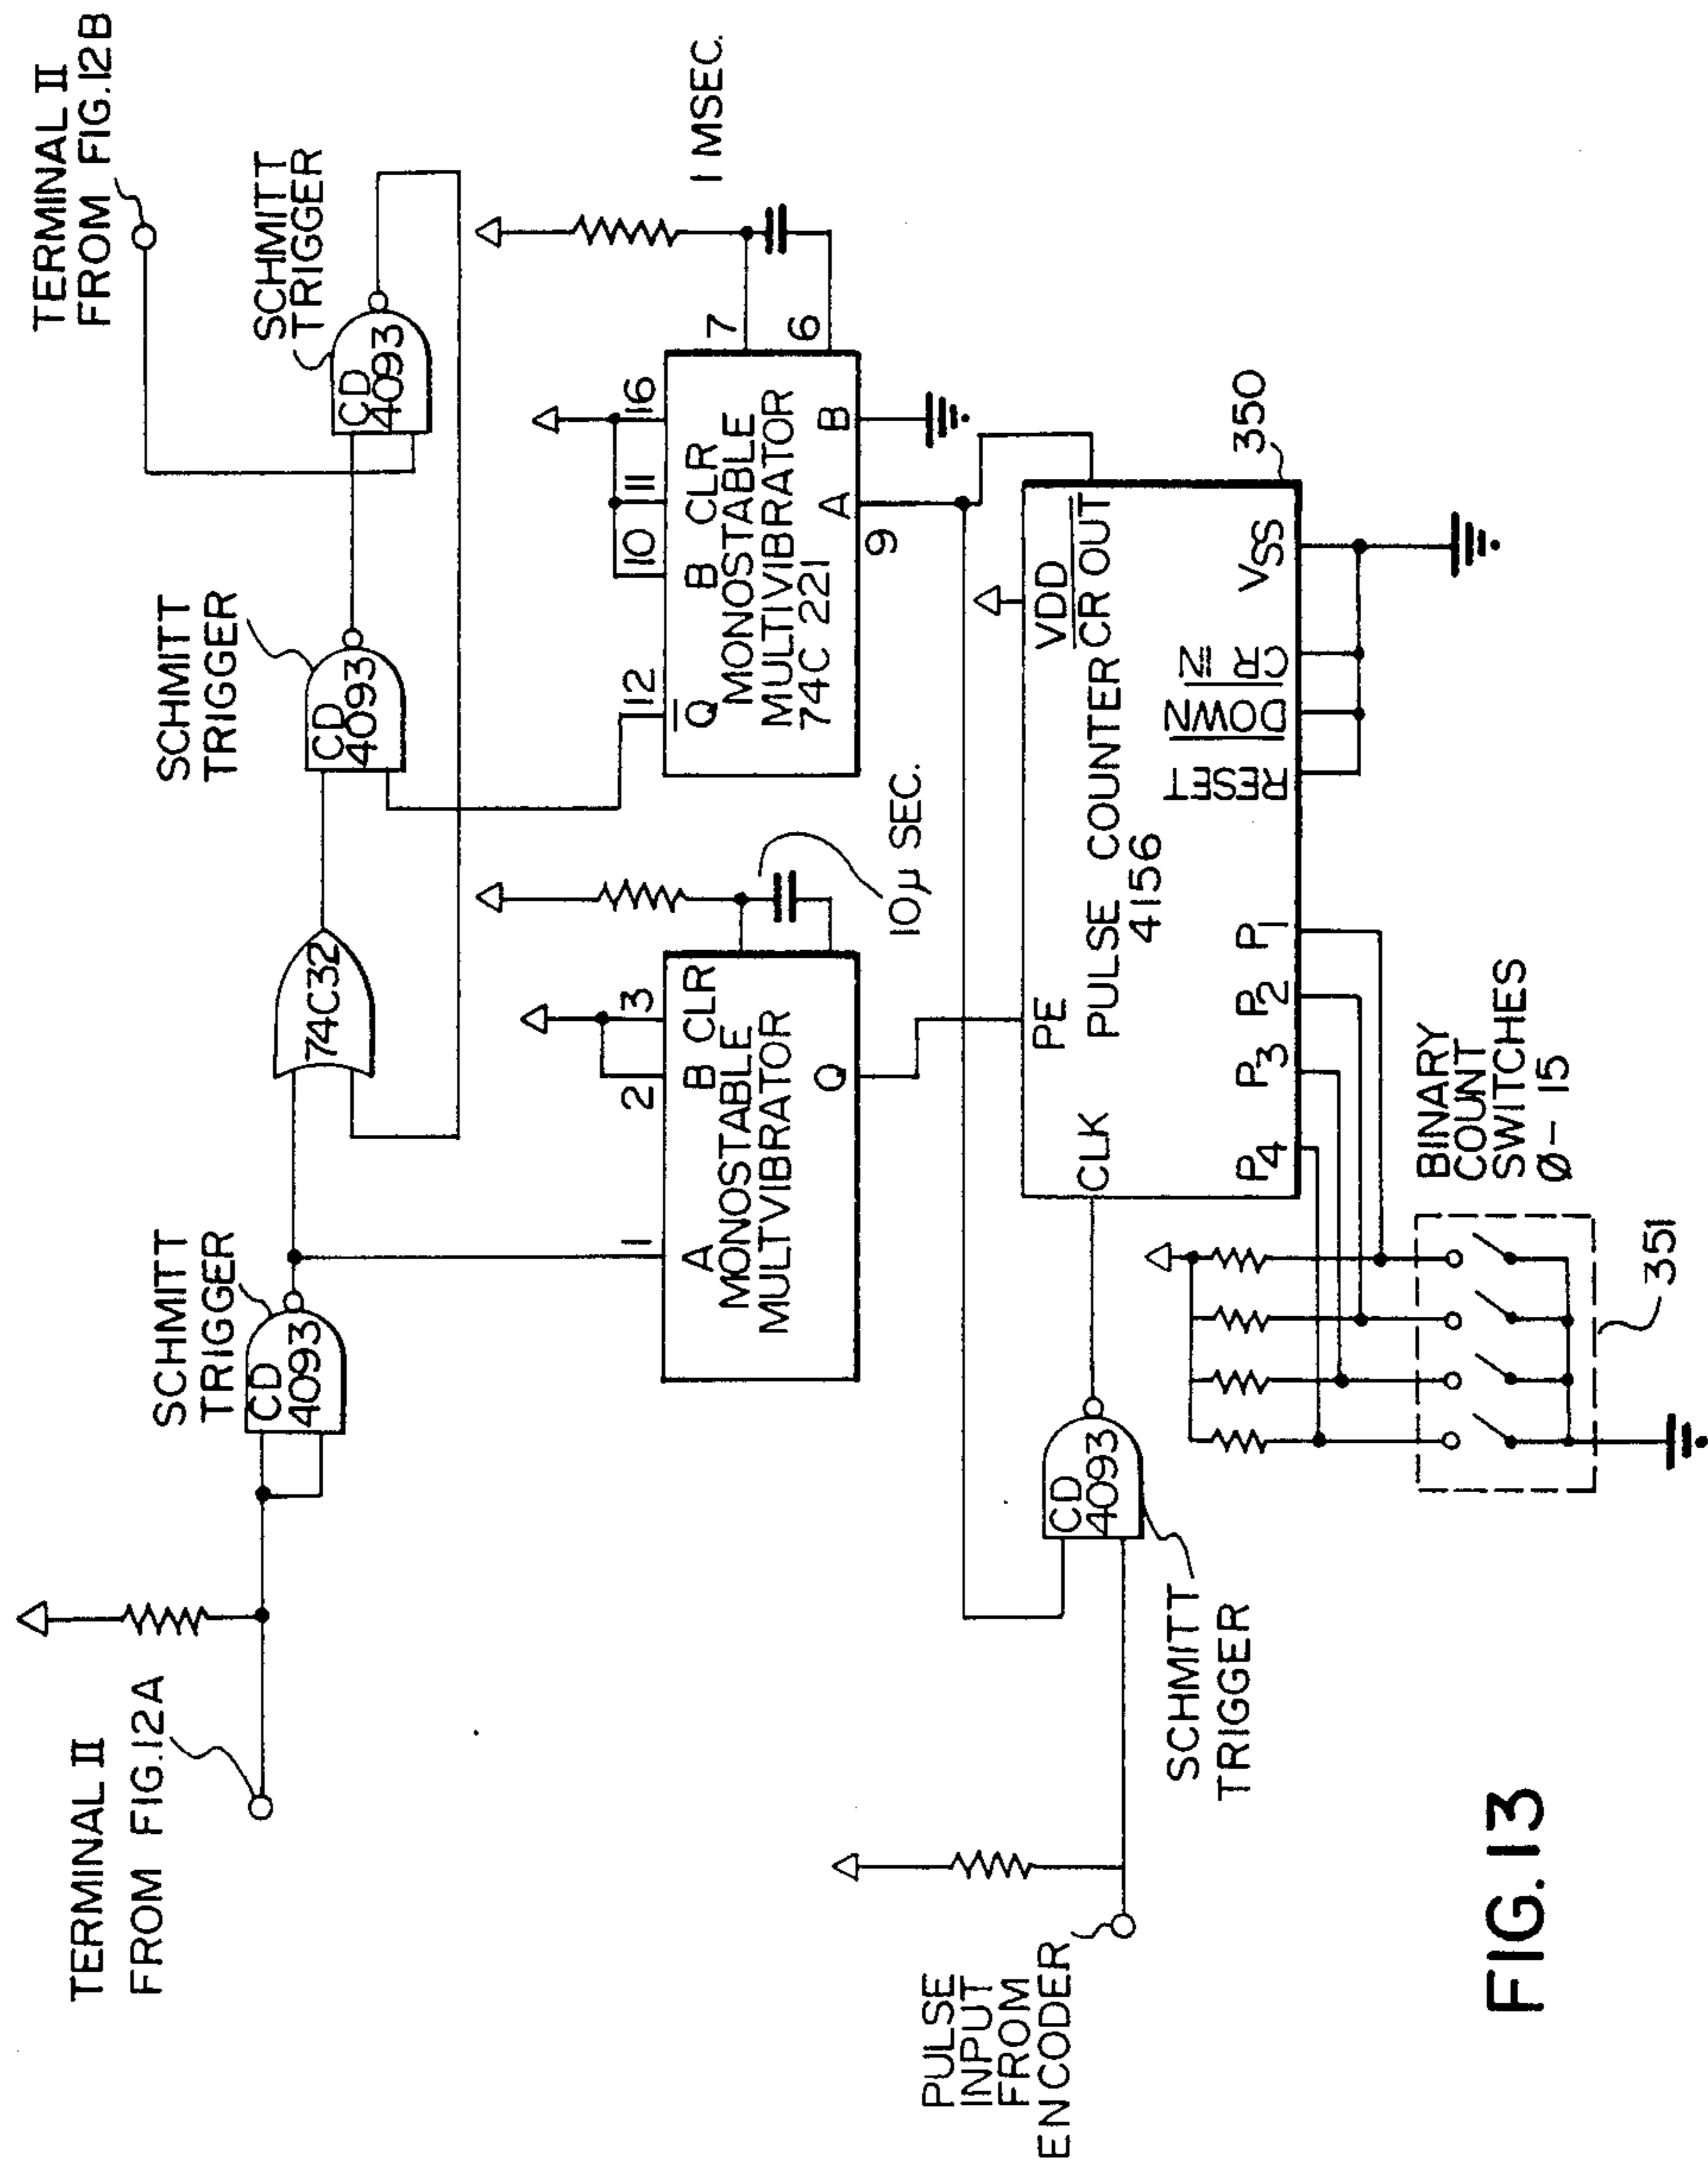 TERMINAL II
FROM FIG.12A
SCHMITT
TRIGGER
CD
4093
74C32
SCHMITT
TRIGGER
CD
4093
SCHMITT
TRIGGER
CD
4093
TERMINAL II
FROM FIG.12B
1
A
2
3
B CLR
MONOSTABLE
MULTVIBRATOR
Q
10µ SEC.
12
10
11
16
Q
B CLR
MONOSTABLE
MULTIVIBRATOR
74C 221
A
B
9
7
6
1 MSEC.
PULSE
INPUT
FROM
ENCODER
CD
4093
SCHMITT
TRIGGER
CLK
PE
VDD
PULSE COUNTER
4156
CR OUT
P4
P3
P2
P1
RESET
DOWN
CR IN
VSS
350
BINARY
COUNT
SWITCHES
Ø-15
351
FIG. 13